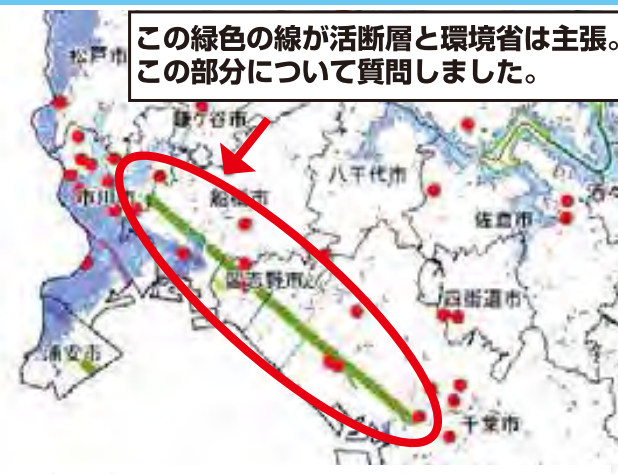 この緑色の線が活断層と環境省は主張。
この部分について質問しました。
松戸市
鎌ケ谷市
八千代市
市川市
船橋市
佐倉市
習志野市
四街道市
浦安市
千葉市